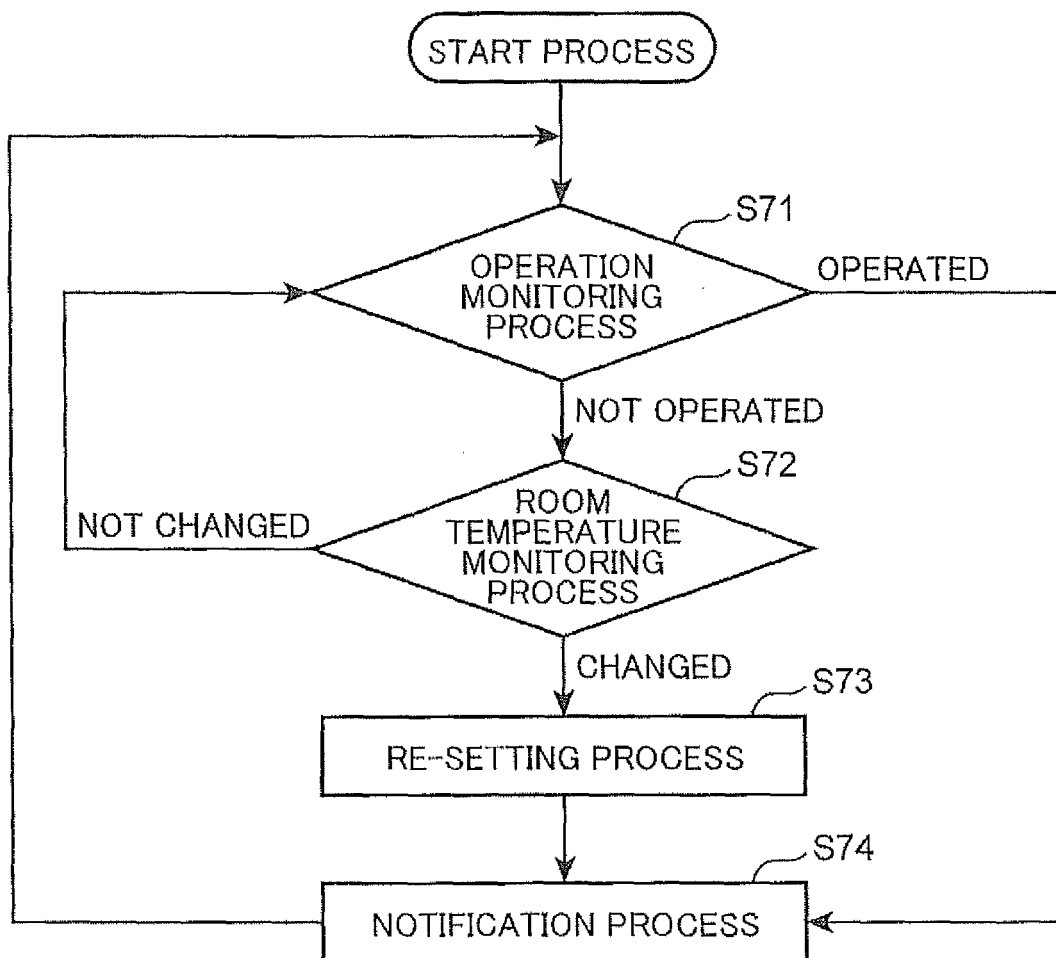 START PROCESS
S71
OPERATION
MONITORING
PROCESS
OPERATED
NOT OPERATED
S72
ROOM
TEMPERATURE
MONITORING
PROCESS
NOT CHANGED
CHANGED
S73
RE-SETTING PROCESS
S74
NOTIFICATION PROCESS